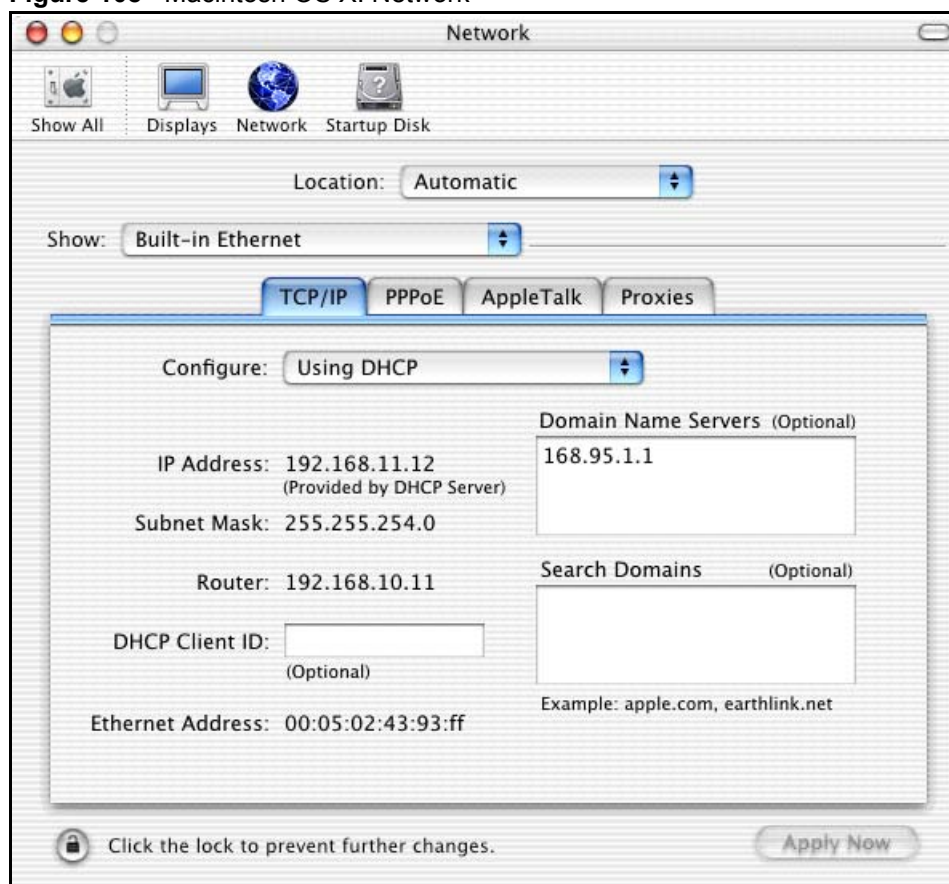 Network
Show All Displays Network Startup Disk
Location: Automatic
Show: Built-in Ethernet
TCP/IP PPPoE AppleTalk Proxies
Configure: Using DHCP
Domain Name Servers (Optional)
168.95.1.1
IP Address: 192.168.11.12
(Provided by DHCP Server)
Subnet Mask: 255.255.254.0
Router: 192.168.10.11
Search Domains (Optional)
DHCP Client ID:
(Optional)
Example: apple.com, earthlink.net
Ethernet Address: 00:05:02:43:93:ff
Click the lock to prevent further changes.
Apply Now